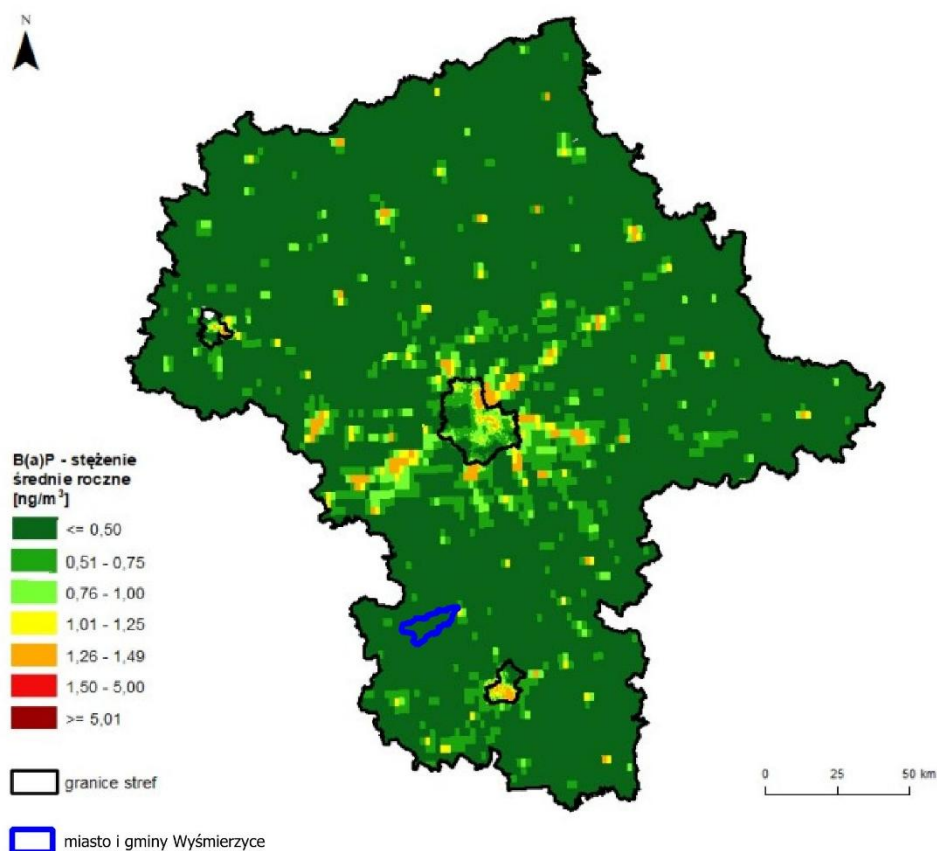 N
B(a)P - stężenie
średnie roczne
[ng/m³]
<= 0,50
0,51 - 0,75
0,76 - 1,00
1,01 - 1,25
1,26 - 1,49
1,50 - 5,00
>= 5,01
granice stref
0 25 50 km
miasto i gminy Wyśmierzyce